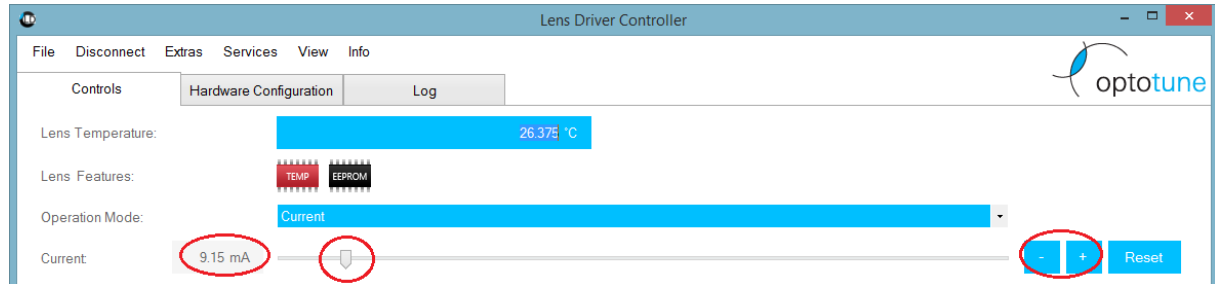 Lens Driver Controller
File Disconnect Extras Services View Info
optotune
Controls Hardware Configuration Log
Lens Temperature: 26.375 °C
Lens Features: TEMP EEPROM
Operation Mode: Current
Current: 9.15 mA - + Reset